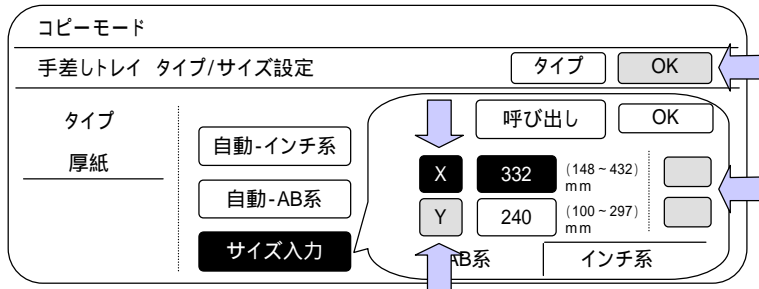 コピーモード
手差しトレイ タイプ/サイズ設定 タイプ OK
タイプ
厚紙
自動-インチ系
自動-AB系
サイズ入力
呼び出し OK
X 332 (148~432) mm
Y 240 (100~297) mm
AB系 インチ系